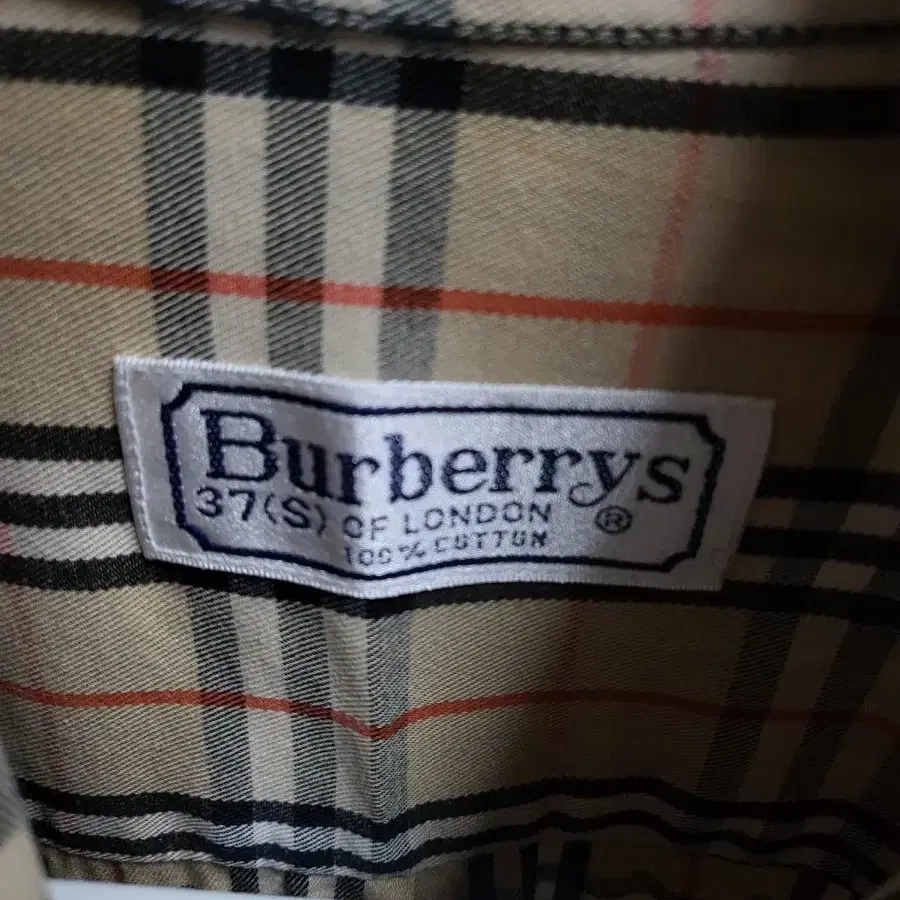 Burberrys
37(S) OF LONDON ®
100% COTTON